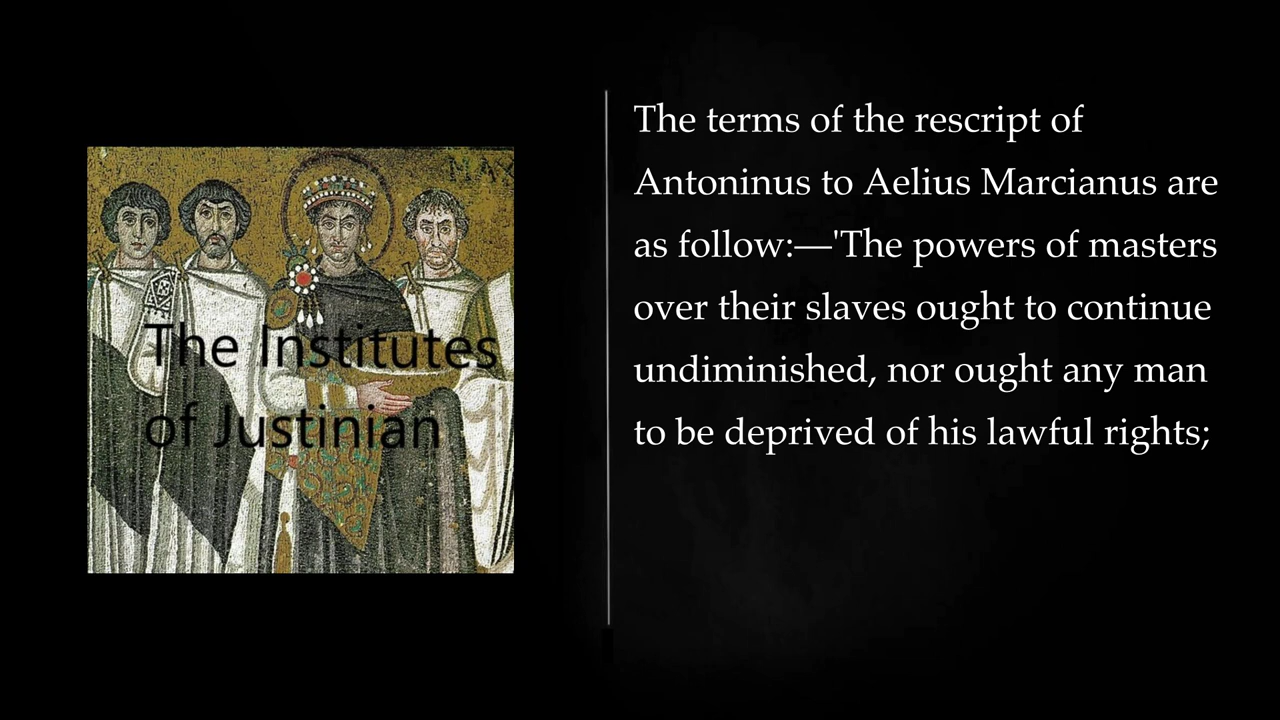 MAX
The Institutes
of Justinian
The terms of the rescript of
Antoninus to Aelius Marcianus are
as follow:—'The powers of masters
over their slaves ought to continue
undiminished, nor ought any man
to be deprived of his lawful rights;